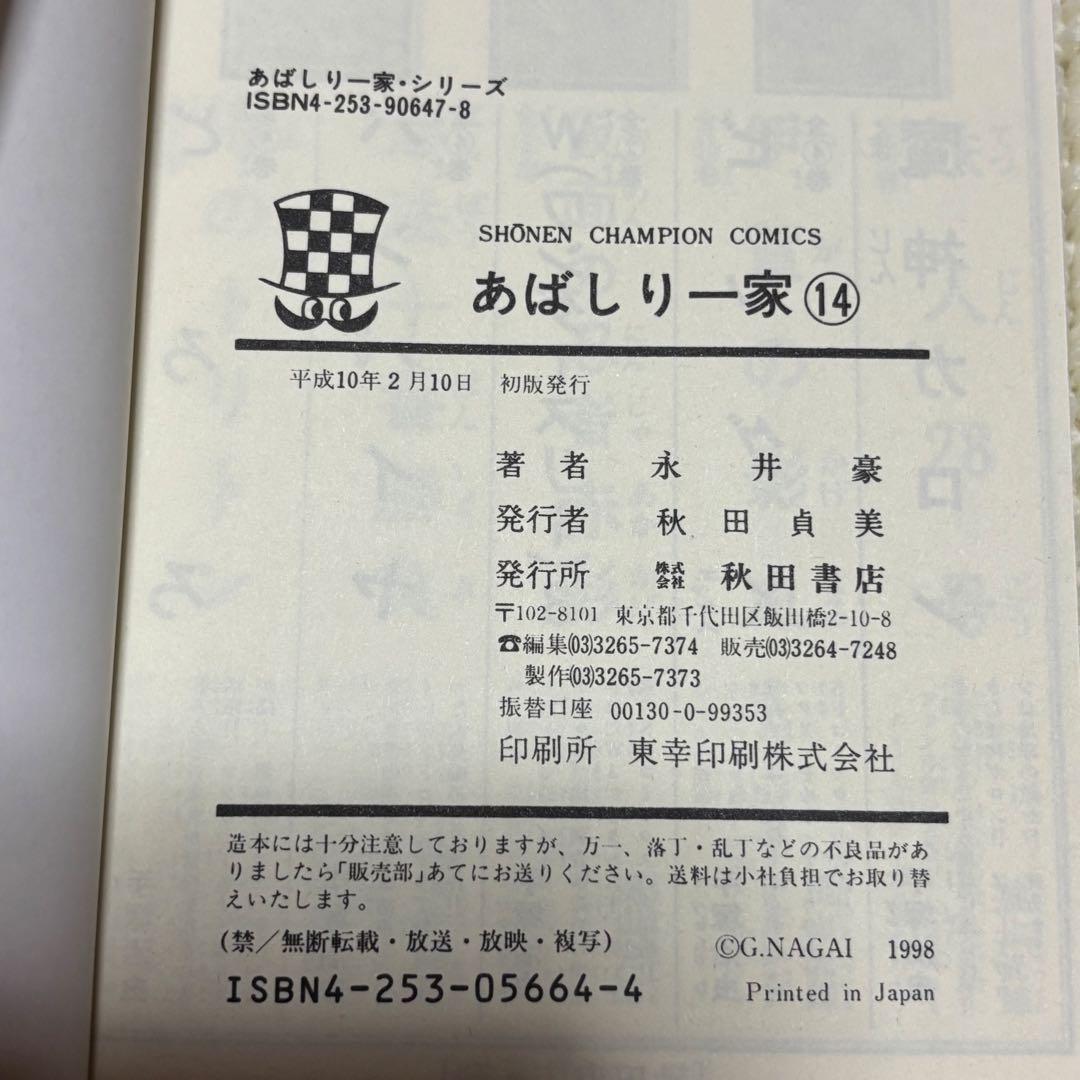 あばしり一家・シリーズ
ISBN4-253-90647-8
SHŌNEN CHAMPION COMICS
あばしり一家⑭
平成10年2月10日 初版発行
著者 永井豪
発行者 秋田貞美
発行所 株式会社 秋田書店
〒102-8101 東京都千代田区飯田橋2-10-8
☎編集(03)3265-7374 販売(03)3264-7248
製作(03)3265-7373
振替口座 00130-0-99353
印刷所 東幸印刷株式会社
造本には十分注意しておりますが、万一、落丁・乱丁などの不良品があ
りましたら「販売部」あてにお送りください。送料は小社負担でお取り替
えいたします。
(禁/無断転載・放送・放映・複写)
©G.NAGAI 1998
ISBN4-253-05664-4
Printed in Japan